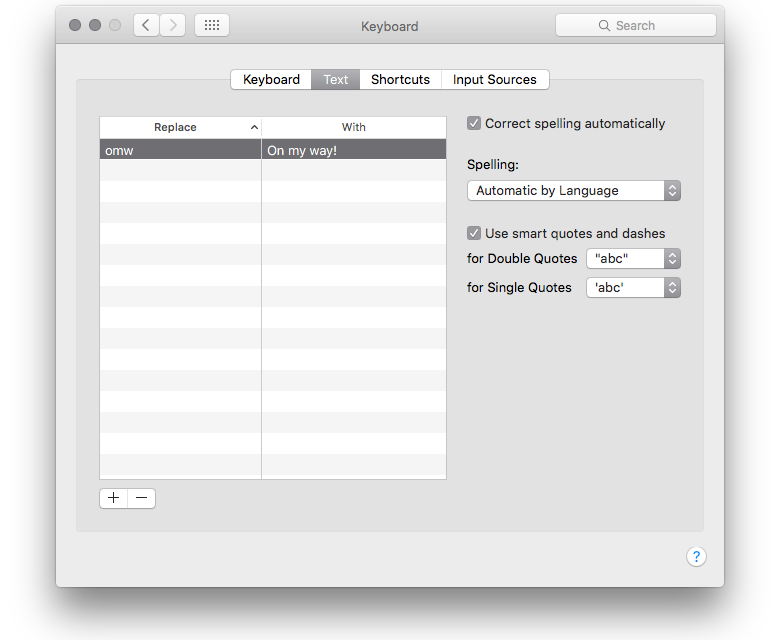 Keyboard
Search
Keyboard Text Shortcuts Input Sources
Replace With
omw On my way!
Correct spelling automatically
Spelling:
Automatic by Language
Use smart quotes and dashes
for Double Quotes "abc"
for Single Quotes 'abc'
+ −
?